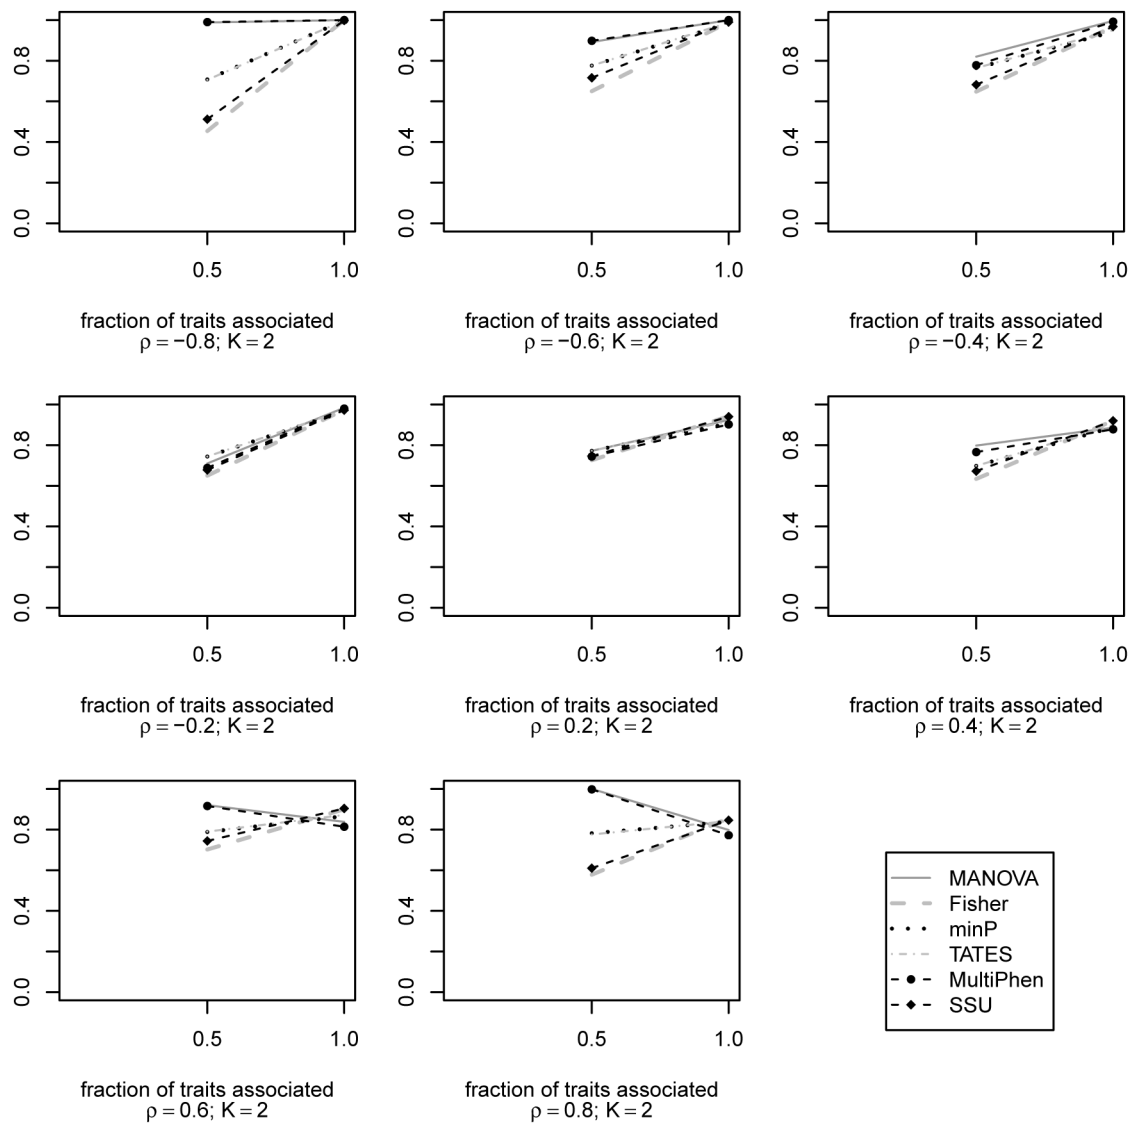 0.0 0.4 0.8
0.5 1.0
fraction of traits associated
ρ = −0.8; K = 2
0.0 0.4 0.8
0.5 1.0
fraction of traits associated
ρ = −0.6; K = 2
0.0 0.4 0.8
0.5 1.0
fraction of traits associated
ρ = −0.4; K = 2
0.0 0.4 0.8
0.5 1.0
fraction of traits associated
ρ = −0.2; K = 2
0.0 0.4 0.8
0.5 1.0
fraction of traits associated
ρ = 0.2; K = 2
0.0 0.4 0.8
0.5 1.0
fraction of traits associated
ρ = 0.4; K = 2
0.0 0.4 0.8
0.5 1.0
fraction of traits associated
ρ = 0.6; K = 2
0.0 0.4 0.8
0.5 1.0
fraction of traits associated
ρ = 0.8; K = 2
MANOVA
Fisher
minP
TATES
MultiPhen
SSU